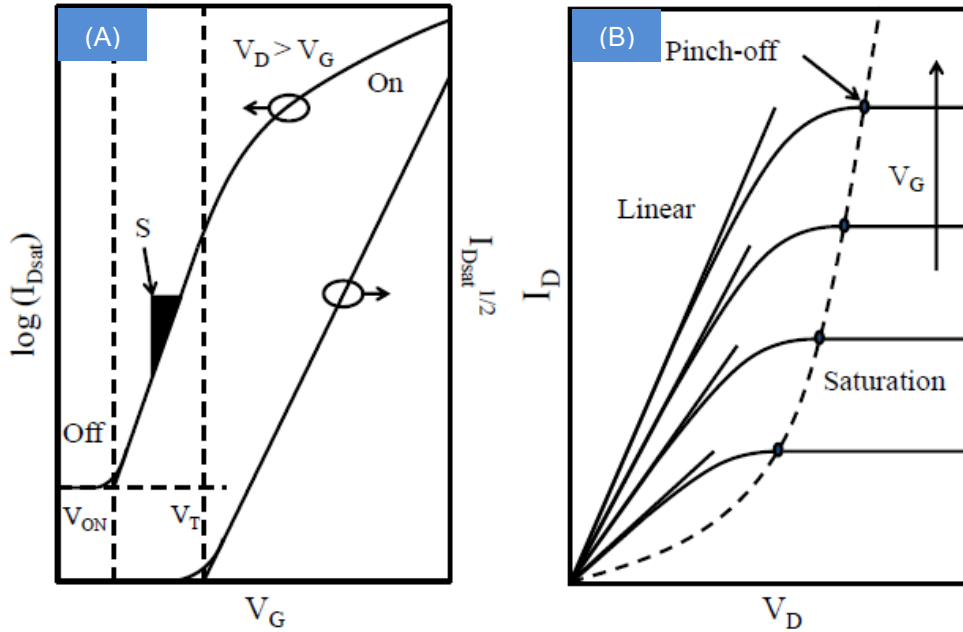 (A)
V_D > V_G
On
S
Off
V_ON
V_T
log (I_Dsat)
I_Dsat^1/2
V_G
(B)
Pinch-off
Linear
V_G
Saturation
I_D
V_D